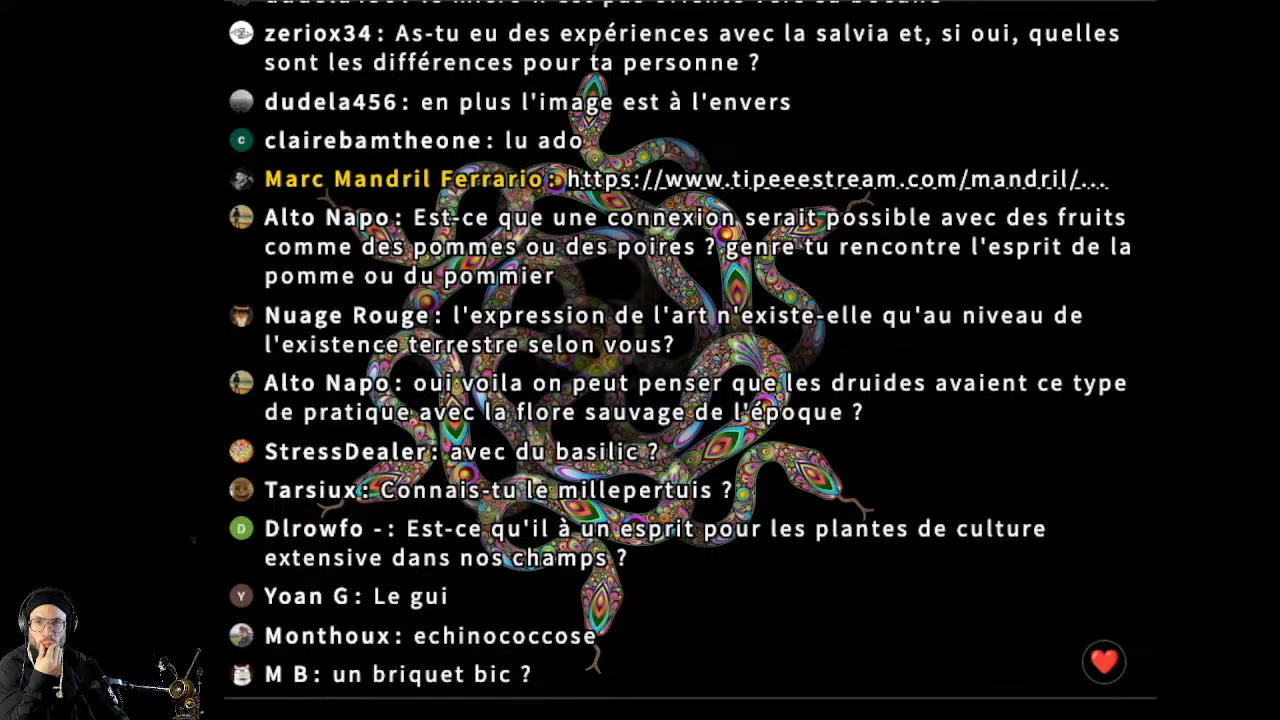 zeriox34: As-tu eu des expériences avec la salvia et, si oui, quelles
sont les différences pour ta personne ?
dudela456: en plus l'image est à l'envers
C clairebamtheone: lu ado
Marc Mandril Ferrario: https://www.tipeeestream.com/mandril/...
Alto Napo: Est-ce que une connexion serait possible avec des fruits
comme des pommes ou des poires ? genre tu rencontre l'esprit de la
pomme ou du pommier
Nuage Rouge: l'expression de l'art n'existe-elle qu'au niveau de
l'existence terrestre selon vous?
Alto Napo: oui voila on peut penser que les druides avaient ce type
de pratique avec la flore sauvage de l'époque ?
StressDealer: avec du basilic ?
Tarsiux: Connais-tu le millepertuis ?
D Dlrowfo -: Est-ce qu'il à un esprit pour les plantes de culture
extensive dans nos champs ?
Y Yoan G: Le gui
Monthoux: echinococcose
M B: un briquet bic ?